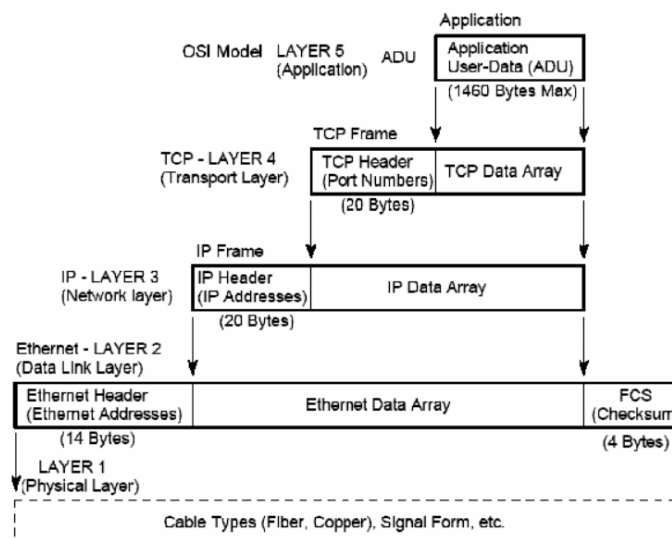 Application
OSI Model LAYER 5 ADU
(Application)
Application
User-Data (ADU)
(1460 Bytes Max)
TCP Frame
TCP - LAYER 4
(Transport Layer)
TCP Header
(Port Numbers)
TCP Data Array
(20 Bytes)
IP Frame
IP - LAYER 3
(Network layer)
IP Header
(IP Addresses)
IP Data Array
(20 Bytes)
Ethernet - LAYER 2
(Data Link Layer)
Ethernet Header
(Ethernet Addresses)
Ethernet Data Array
FCS
(Checksum
(14 Bytes)
(4 Bytes)
LAYER 1
(Physical Layer)
Cable Types (Fiber, Copper), Signal Form, etc.